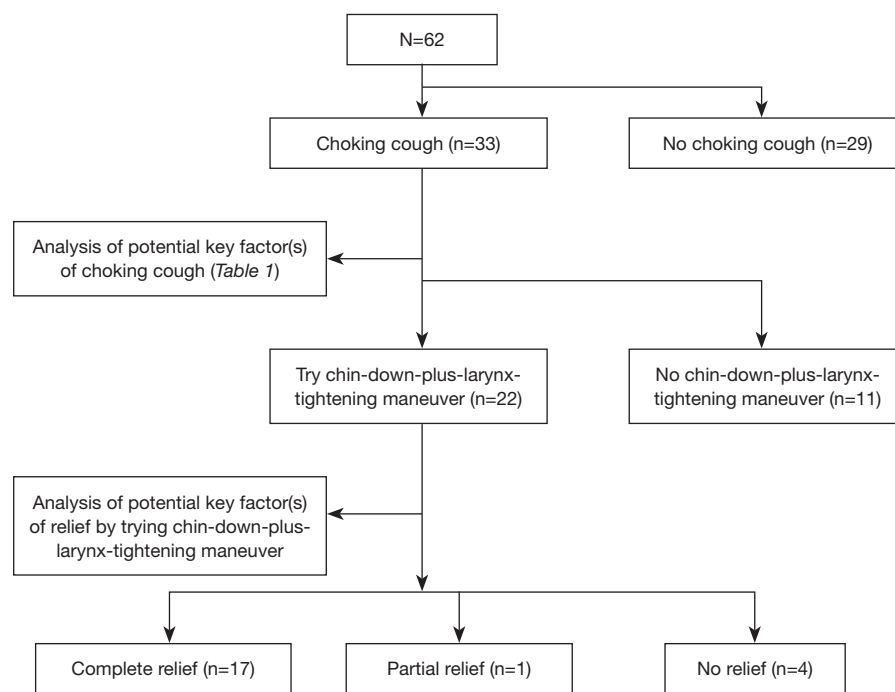 N=62
Choking cough (n=33)
No choking cough (n=29)
Analysis of potential key factor(s)
of choking cough (Table 1)
Try chin-down-plus-larynx-
tightening maneuver (n=22)
No chin-down-plus-larynx-
tightening maneuver (n=11)
Analysis of potential key factor(s)
of relief by trying chin-down-plus-
larynx-tightening maneuver
Complete relief (n=17)
Partial relief (n=1)
No relief (n=4)